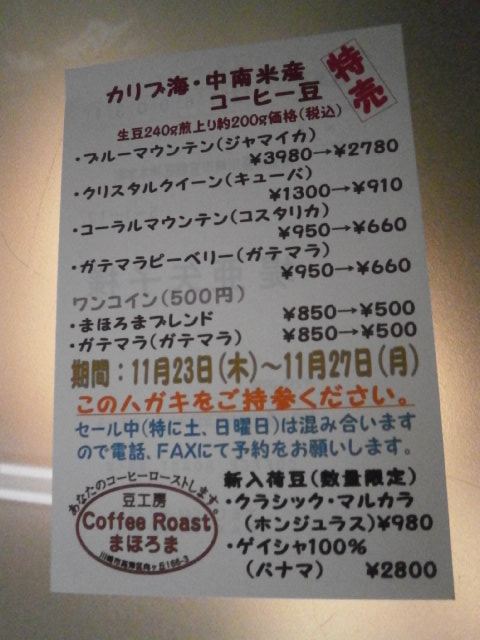 カリブ海・中南米産
コーヒー豆
特売
生豆240g煎上り約200g価格(税込)
・ブルーマウンテン(ジャマイカ)
¥3980→¥2780
・クリスタルクイーン(キューバ)
¥1300→¥910
・コーラルマウンテン(コスタリカ)
¥950→¥660
・ガテマラピーベリー(ガテマラ)
¥950→¥660
ワンコイン(500円)
・まほろまブレンド ¥850→¥500
・ガテマラ(ガテマラ) ¥850→¥500
期間:11月23日(木)～11月27日(月)
このハガキをご持参ください。
セール中(特に土、日曜日)は混み合います
ので電話、FAXにて予約をお願いします。
あなたのコーヒーローストします。
豆工房
Coffee Roast
まほろま
新入荷豆(数量限定)
・クラシック・マルカラ
(ホンジュラス)¥980
・ゲイシャ100%
(パナマ) ¥2800